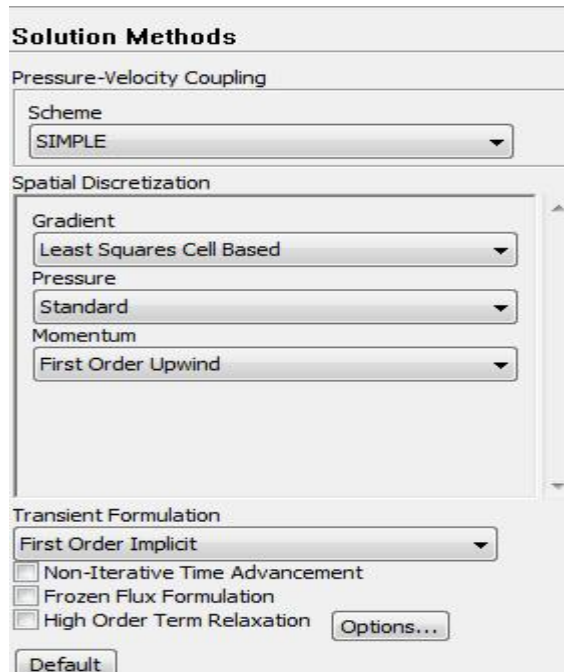 Solution Methods
Pressure-Velocity Coupling
Scheme
SIMPLE
Spatial Discretization
Gradient
Least Squares Cell Based
Pressure
Standard
Momentum
First Order Upwind
Transient Formulation
First Order Implicit
Non-Iterative Time Advancement
Frozen Flux Formulation
High Order Term Relaxation Options...
Default